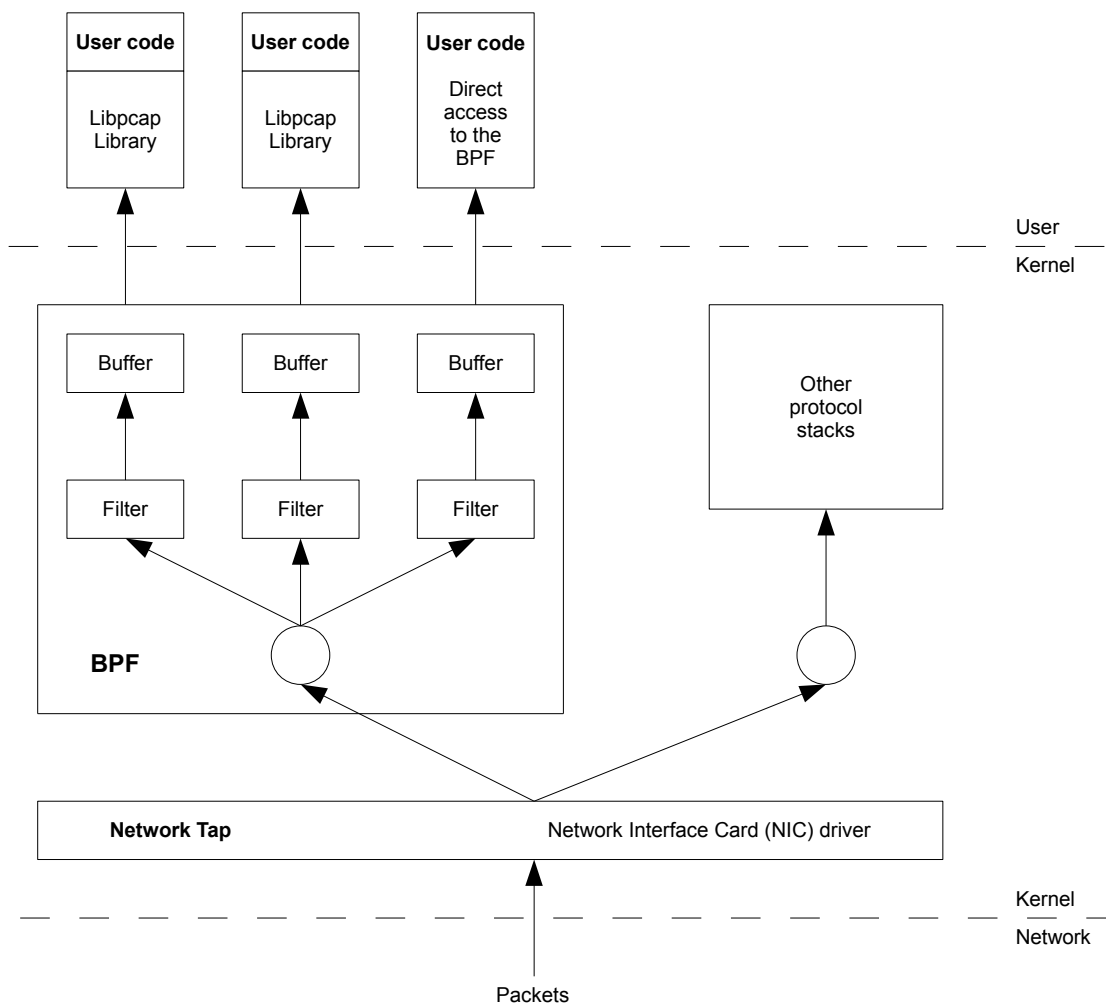 User code
Libpcap
Library
User code
Libpcap
Library
User code
Direct
access
to the
BPF
User
Kernel
Buffer
Buffer
Buffer
Other
protocol
stacks
Filter
Filter
Filter
BPF
Network Tap
Network Interface Card (NIC) driver
Kernel
Network
Packets